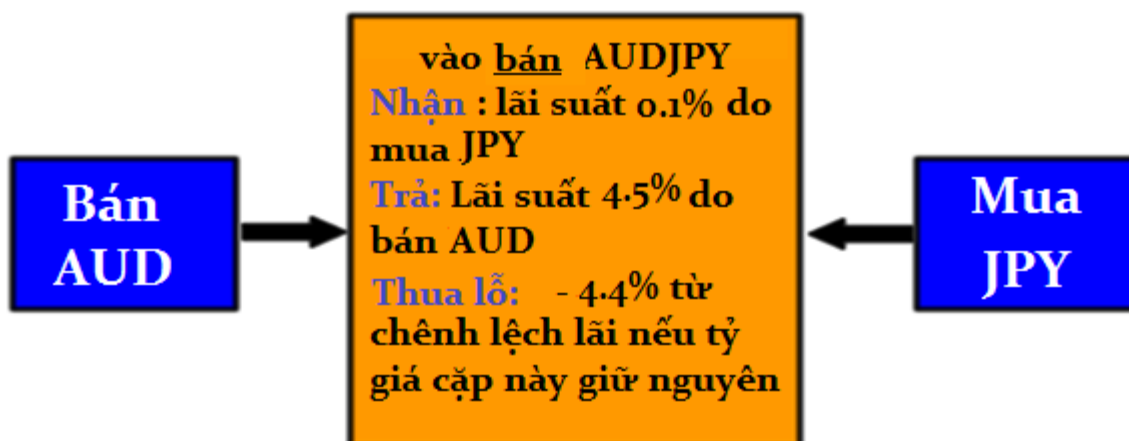 Bán
AUD
vào bán AUDJPY
Nhận : lãi suất 0.1% do
mua JPY
Trả: Lãi suất 4.5% do
bán AUD
Thua lỗ: - 4.4% từ
chênh lệch lãi nếu tỷ
giá cặp này giữ nguyên
Mua
JPY